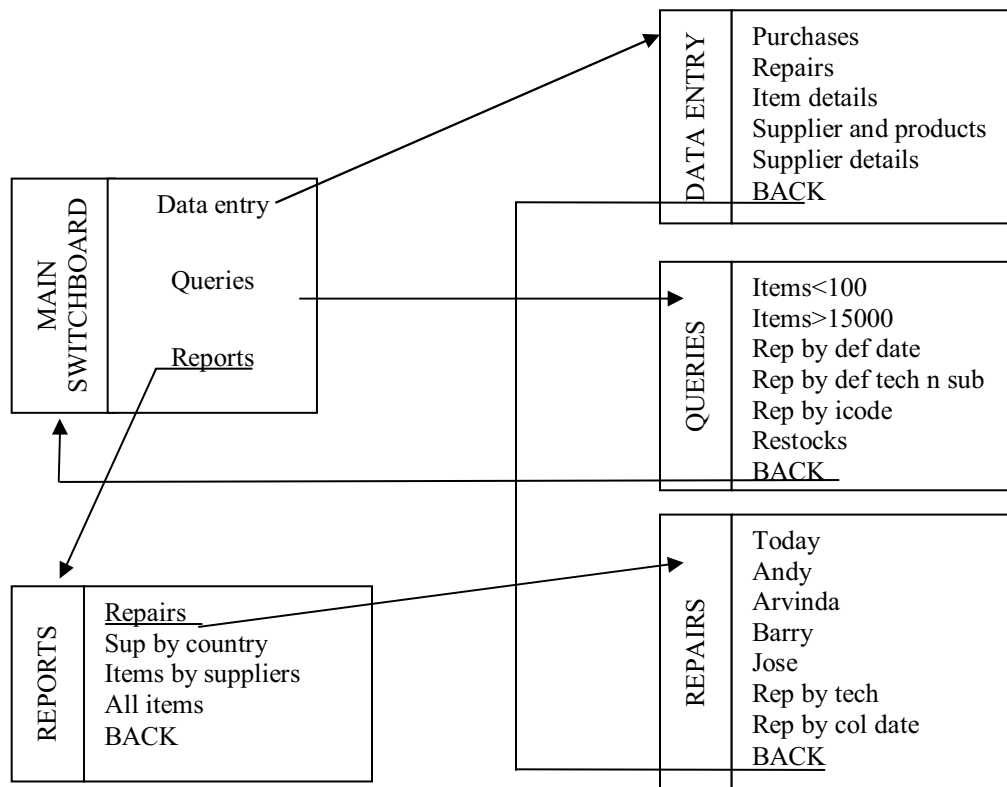 MAIN
SWITCHBOARD
Data entry
Queries
Reports
DATA ENTRY
Purchases
Repairs
Item details
Supplier and products
Supplier details
BACK
QUERIES
Items<100
Items>15000
Rep by def date
Rep by def tech n sub
Rep by icode
Restocks
BACK
REPORTS
Repairs
Sup by country
Items by suppliers
All items
BACK
REPAIRS
Today
Andy
Arvinda
Barry
Jose
Rep by tech
Rep by col date
BACK